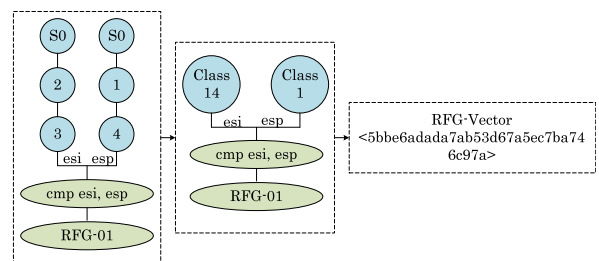 S0 S0
2 1
3 4
esi esp
cmp esi, esp
RFG-01
Class
14
Class
1
esi esp
cmp esi, esp
RFG-01
RFG-Vector
<5bbe6adada7ab53d67a5ec7ba74
6c97a>